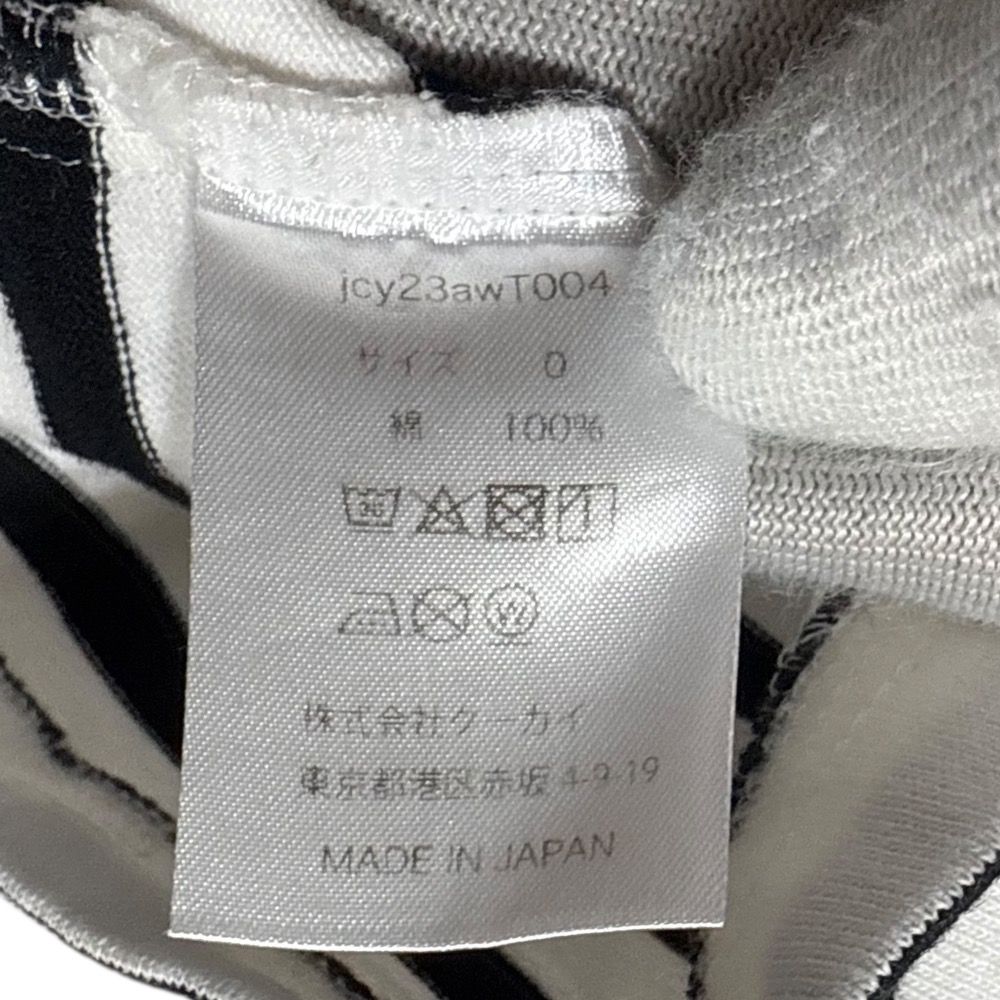 jcy23awT004
サイズ 0
綿 100%
30
W
株式会社クーカイ
東京都港区赤坂 4-9-19
MADE IN JAPAN